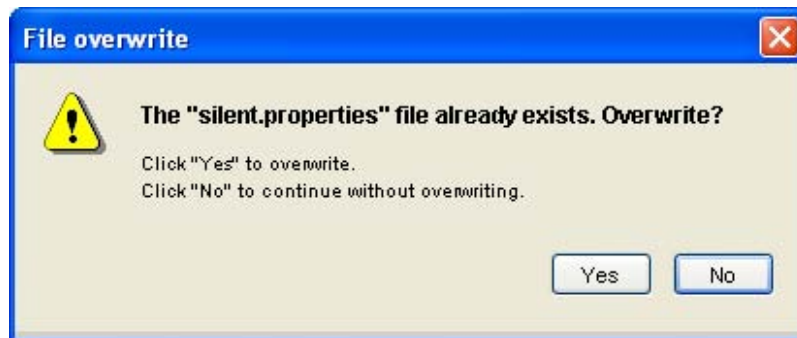 File overwrite
The "silent.properties" file already exists. Overwrite?
Click "Yes" to overwrite.
Click "No" to continue without overwriting.
Yes No